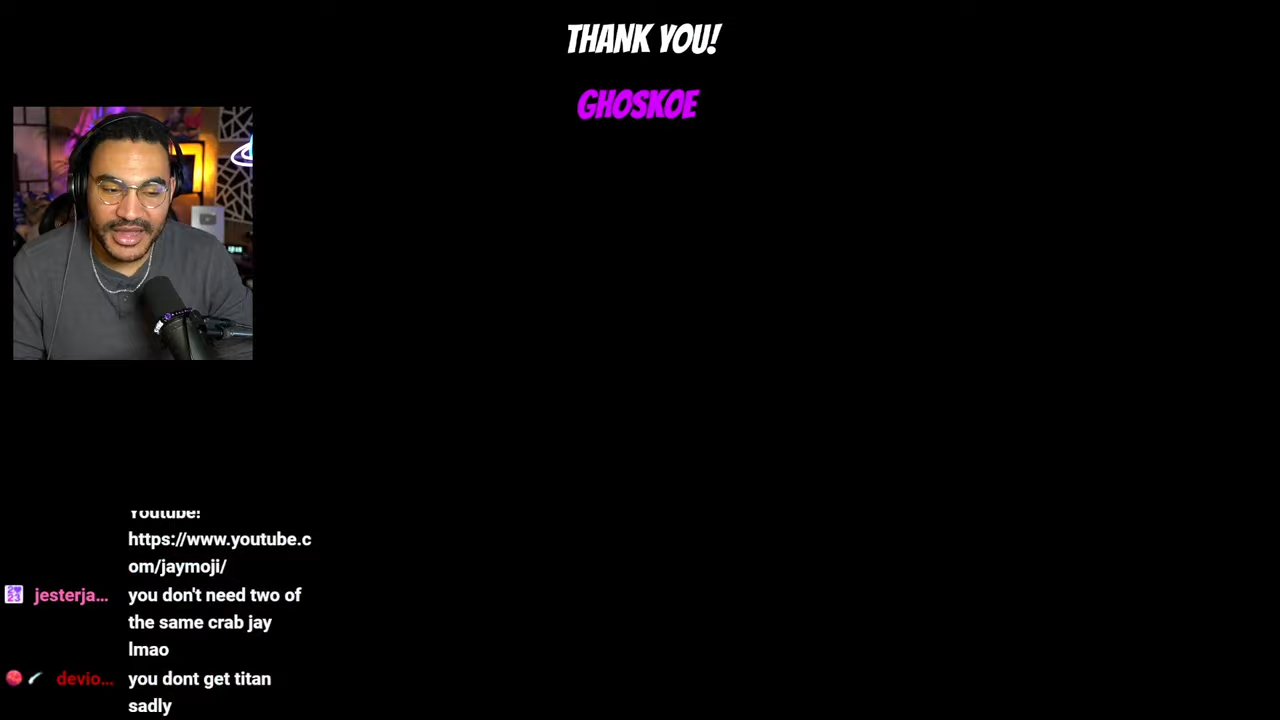 THANK YOU!
GHOSKOE
Youtube!
https://www.youtube.c
om/jaymoji/
jesterja... you don't need two of
the same crab jay
lmao
devio... you dont get titan
sadly